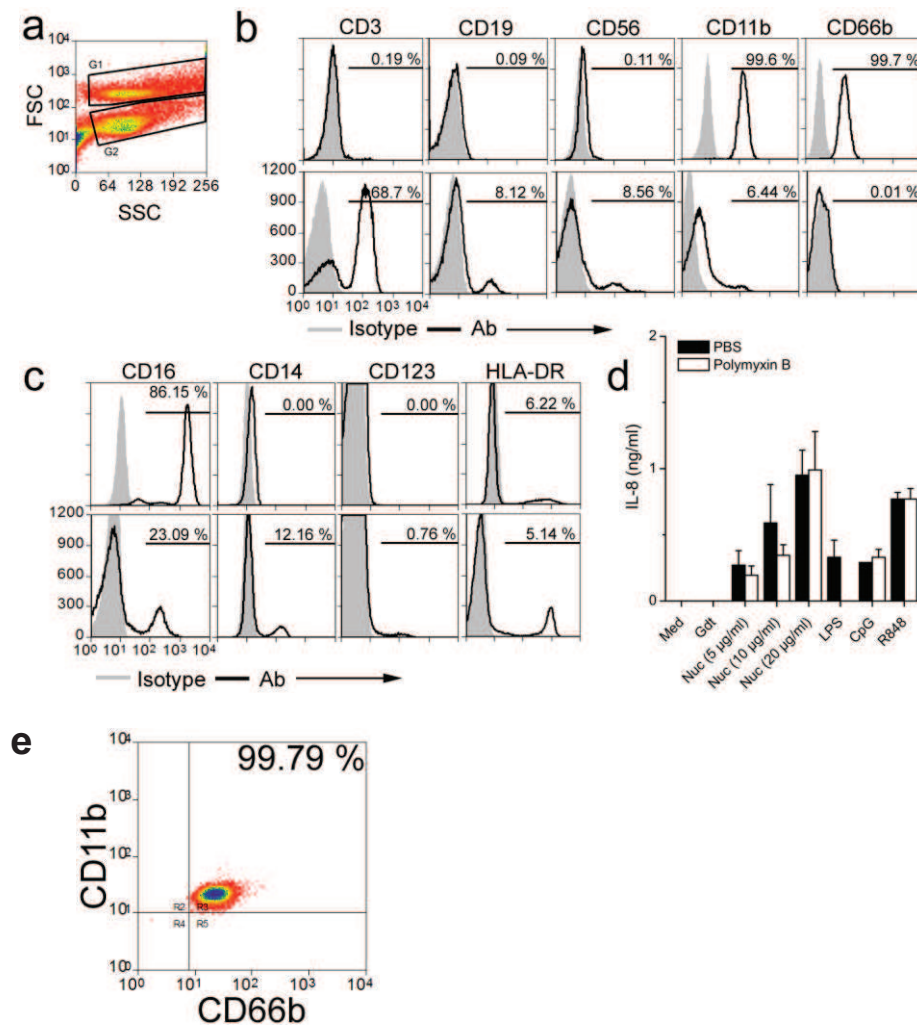 a
10⁴
10³
10²
10¹
10⁰
FSC
G1
G2
0 64 128 192 256
SSC
b
CD3 CD19 CD56 CD11b CD66b
0.19 % 0.09 % 0.11 % 99.6 % 99.7 %
1200
900
600
300
0
68.7 % 8.12 % 8.56 % 6.44 % 0.01 %
10⁰ 10¹ 10² 10³ 10⁴
Isotype Ab
c
CD16 CD14 CD123 HLA-DR
86.15 % 0.00 % 0.00 % 6.22 %
1200
900
600
300
0
23.09 % 12.16 % 0.76 % 5.14 %
10⁰ 10¹ 10² 10³ 10⁴
Isotype Ab
d
2
1
0
IL-8 (ng/ml)
PBS
Polymyxin B
Med
Gdt
Nuc (5 µg/ml)
Nuc (10 µg/ml)
Nuc (20 µg/ml)
LPS
CpG
R848
e
99.79 %
10⁴
10³
10²
10¹
10⁰
CD11b
R2 R3
R4 R5
10⁰ 10¹ 10² 10³ 10⁴
CD66b